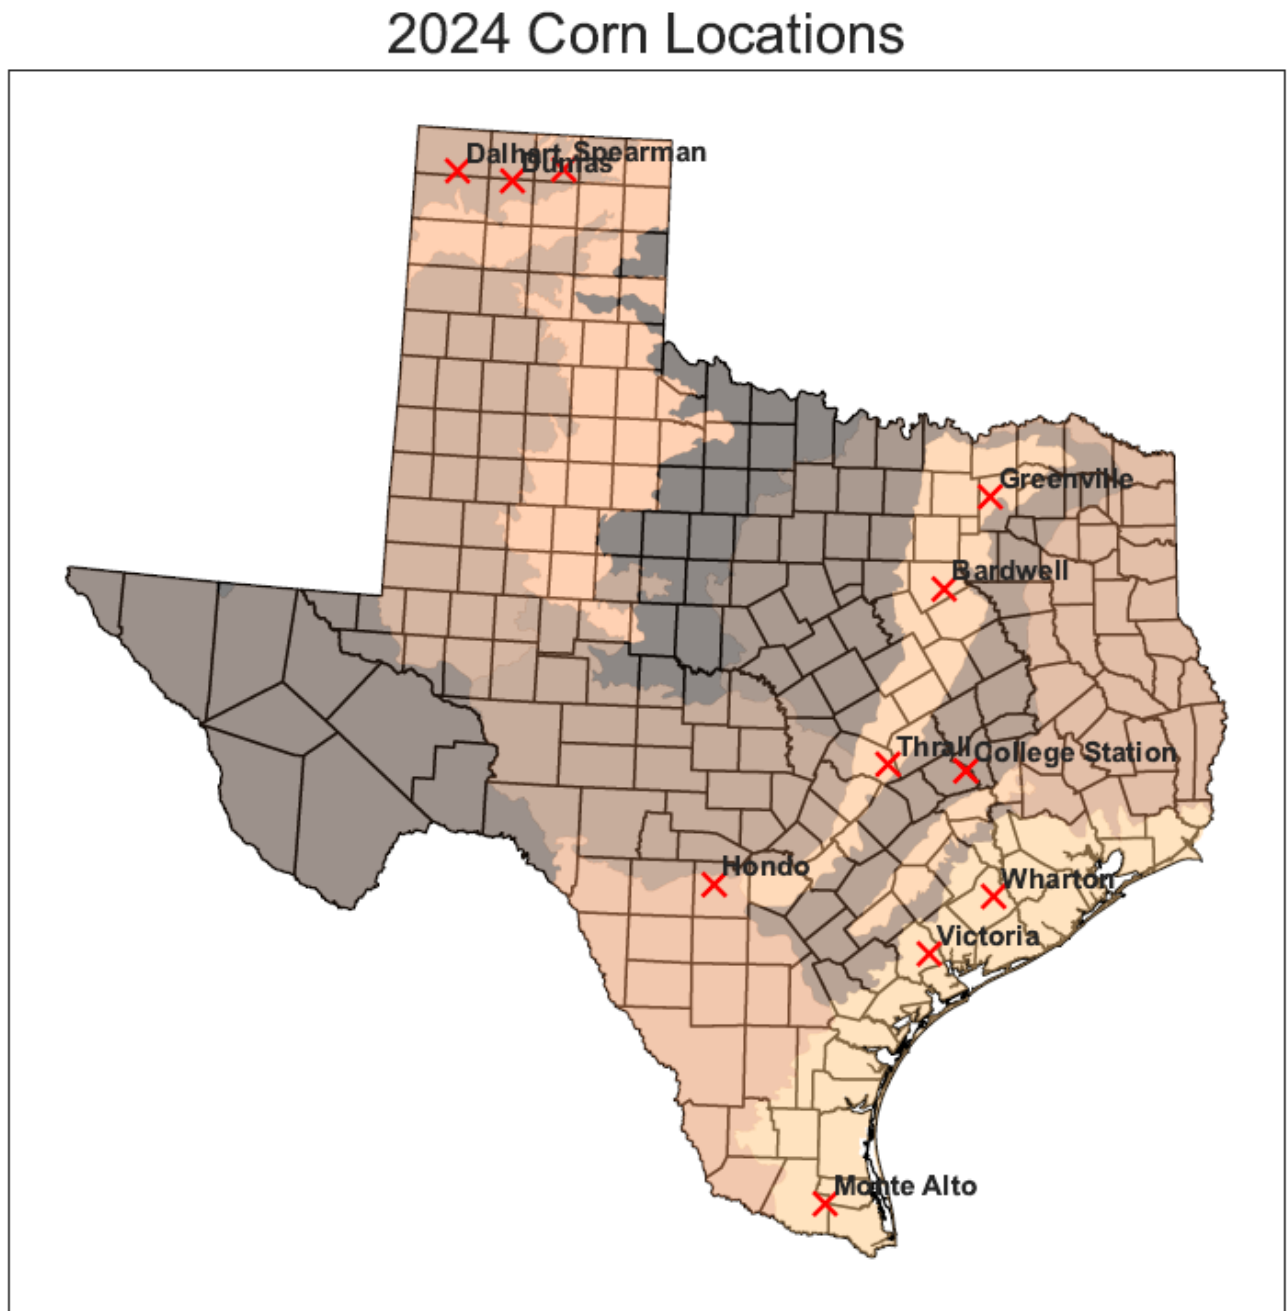 2024 Corn Locations
Dalhart
Spearman
Dumas
Greenville
Bardwell
Thrall
College Station
Hondo
Wharton
Victoria
Monte Alto